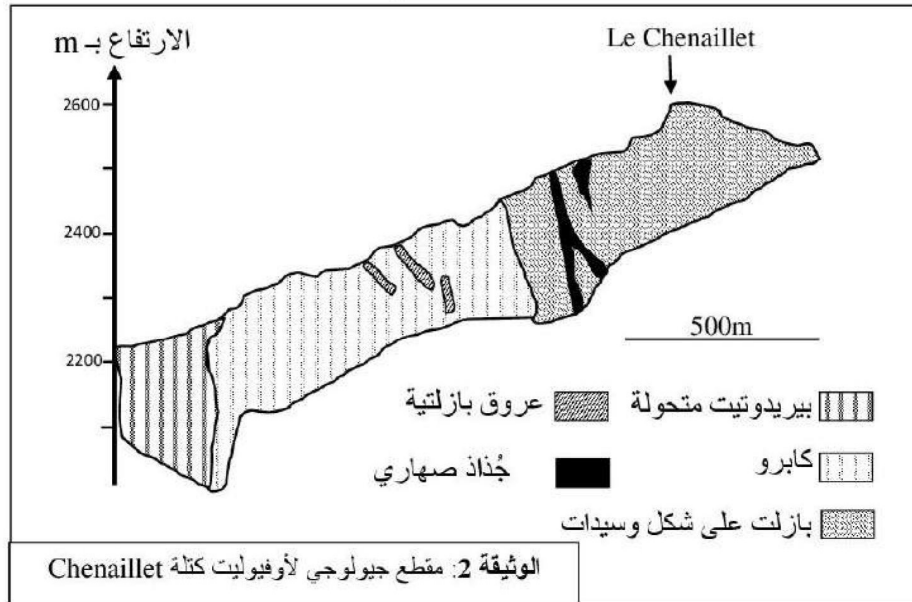 الارتفاع بـ m
Le Chenaillet
2600
2400
2200
500m
بيريدوتيت متحولة
عروق بازلتية
كابرو
جُذاذ صهاري
بازلت على شكل وسيدات
الوثيقة 2: مقطع جيولوجي لأوفيوليت كتلة Chenaillet